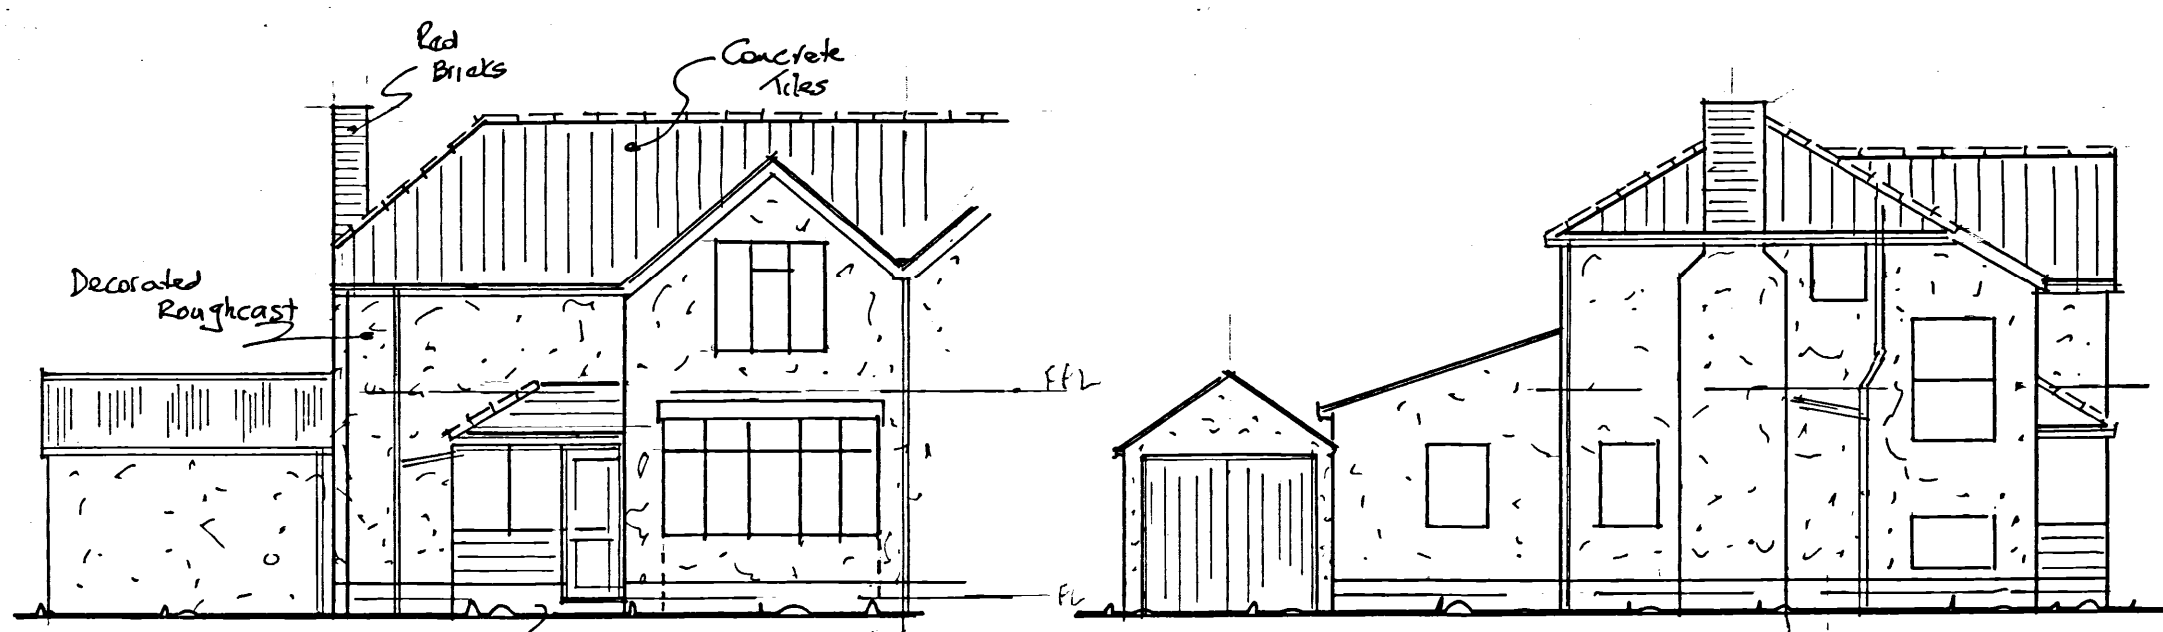 Red
Bricks
Concrete
Tiles
Decorated
Roughcast
FFL
FL